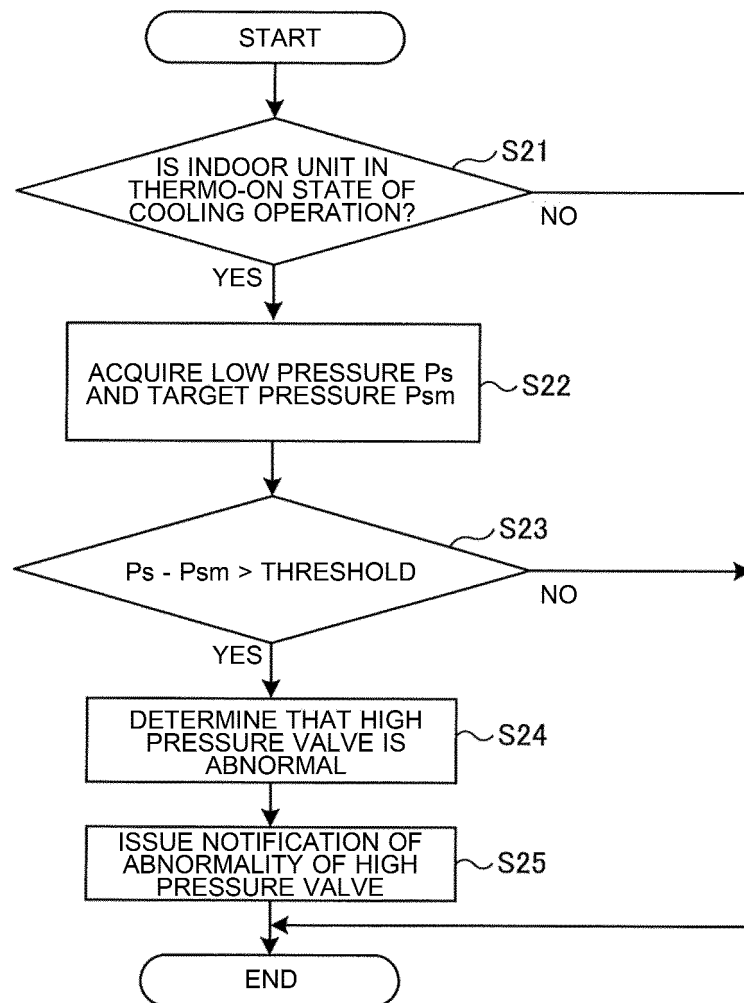 START
IS INDOOR UNIT IN
THERMO-ON STATE OF
COOLING OPERATION?
S21
NO
YES
ACQUIRE LOW PRESSURE Ps
AND TARGET PRESSURE Psm
S22
Ps - Psm > THRESHOLD
S23
NO
YES
DETERMINE THAT HIGH
PRESSURE VALVE IS
ABNORMAL
S24
ISSUE NOTIFICATION OF
ABNORMALITY OF HIGH
PRESSURE VALVE
S25
END